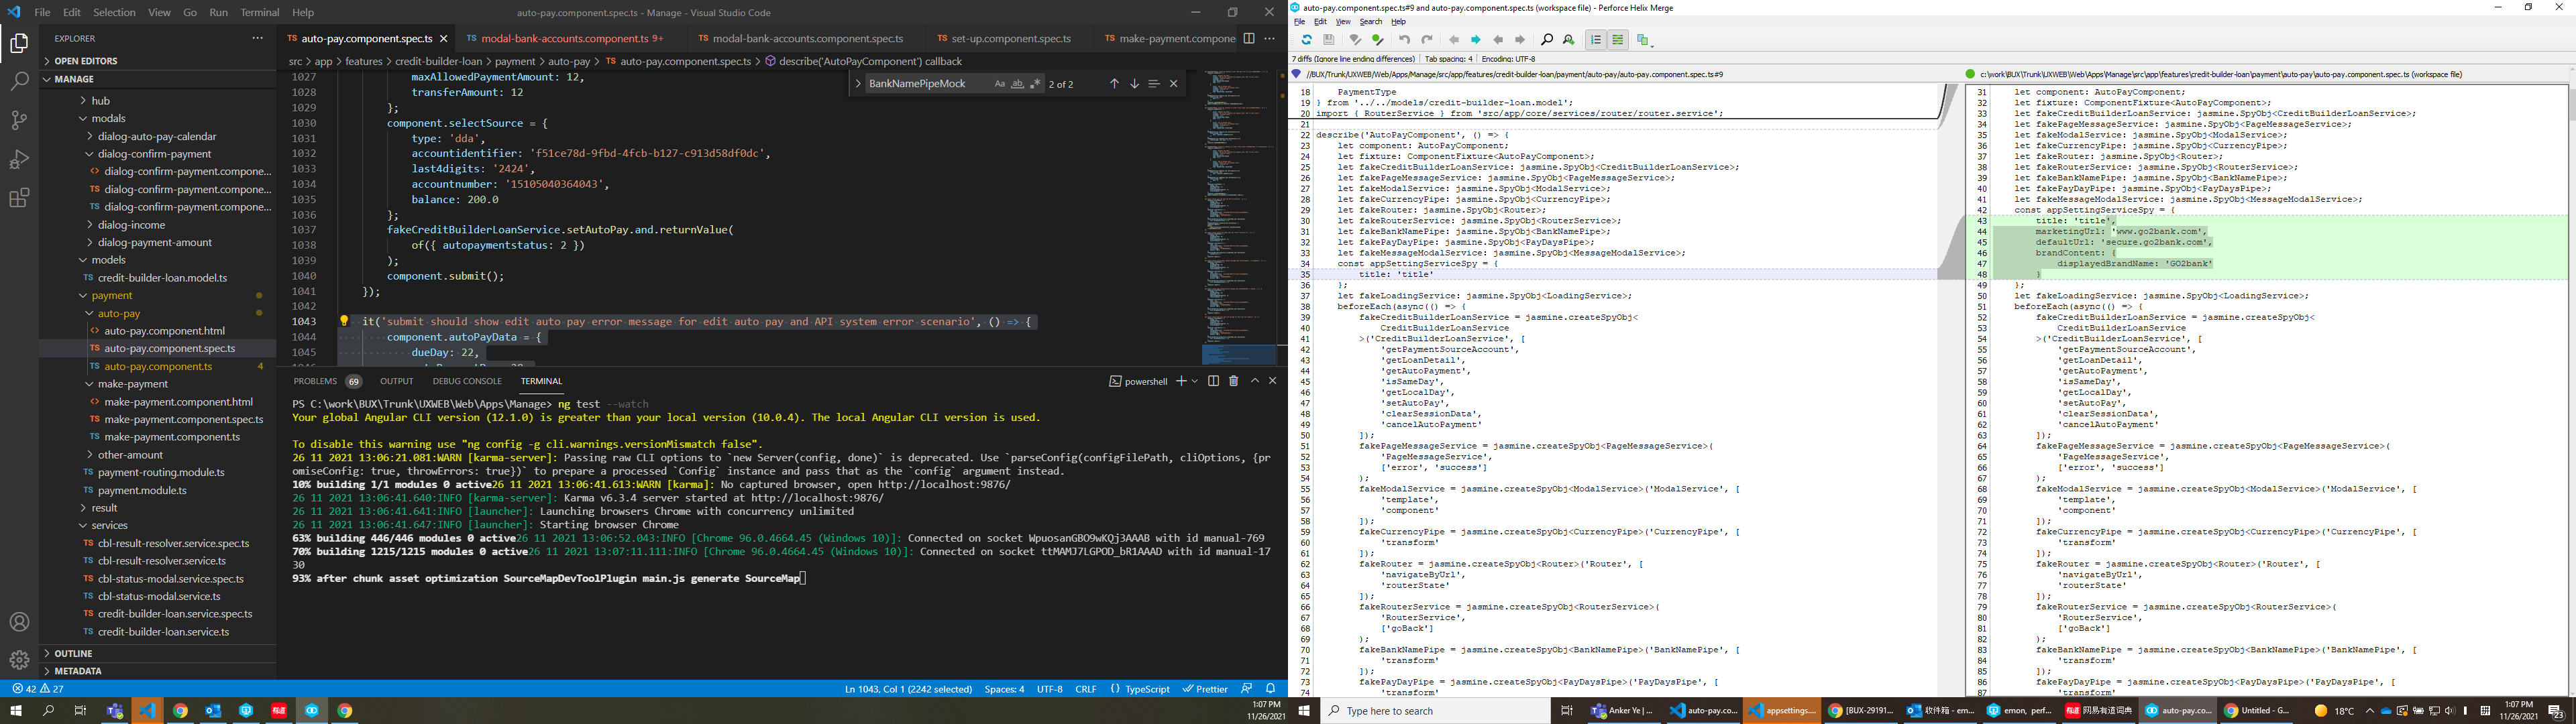 File Edit Selection View Go Run Terminal Help
auto-pay.component.spec.ts - Manage - Visual Studio Code
EXPLORER
OPEN EDITORS
MANAGE
hub
modals
dialog-auto-pay-calendar
dialog-confirm-payment
dialog-confirm-payment.compone...
dialog-confirm-payment.compone...
dialog-confirm-payment.compone...
dialog-income
dialog-payment-amount
models
credit-builder-loan.model.ts
payment
auto-pay
auto-pay.component.html
auto-pay.component.spec.ts
auto-pay.component.ts 4
make-payment
make-payment.component.html
make-payment.component.spec.ts
make-payment.component.ts
other-amount
payment-routing.module.ts
payment.module.ts
result
services
cbl-result-resolver.service.spec.ts
cbl-result-resolver.service.ts
cbl-status-modal.service.spec.ts
cbl-status-modal.service.ts
credit-builder-loan.service.spec.ts
credit-builder-loan.service.ts
OUTLINE
METADATA
auto-pay.component.spec.ts modal-bank-accounts.component.ts 9+ modal-bank-accounts.component.spec.ts set-up.component.spec.ts make-payment.compone
src > app > features > credit-builder-loan > payment > auto-pay > TS auto-pay.component.spec.ts > describe('AutoPayComponent') callback
BankNamePipeMock Aa ab 2 of 2
1027 maxAllowedPaymentAmount: 12,
1028 transferAmount: 12
1029 };
1030 component.selectSource = {
1031 type: 'dda',
1032 accountidentifier: 'f51ce78d-9fbd-4fcb-b127-c913d58df0dc',
1033 last4digits: '2424',
1034 accountnumber: '15105040364043',
1035 balance: 200.0
1036 };
1037 fakeCreditBuilderLoanService.setAutoPay.and.returnValue(
1038 of({ autopaymentstatus: 2 })
1039 );
1040 component.submit();
1041 });
1042
1043 it('submit should show edit auto pay error message for edit auto pay and API system error scenario', () => {
1044 component.autoPayData = {
1045 dueDay: 22,
PROBLEMS 69 OUTPUT DEBUG CONSOLE TERMINAL powershell
PS C:\work\BUX\Trunk\UXWEB\Web\Apps\Manage> ng test --watch
Your global Angular CLI version (12.1.0) is greater than your local version (10.0.4). The local Angular CLI version is used.
To disable this warning use "ng config -g cli.warnings.versionMismatch false".
26 11 2021 13:06:21.081:WARN [karma-server]: Passing raw CLI options to `new Server(config, done)` is deprecated. Use `parseConfig(configFilePath, cliOptions, {pr
omiseConfig: true, throwErrors: true})` to prepare a processed `Config` instance and pass that as the `config` argument instead.
10% building 1/1 modules 0 active26 11 2021 13:06:41.613:WARN [karma]: No captured browser, open http://localhost:9876/
26 11 2021 13:06:41.640:INFO [karma-server]: Karma v6.3.4 server started at http://localhost:9876/
26 11 2021 13:06:41.641:INFO [launcher]: Launching browsers Chrome with concurrency unlimited
26 11 2021 13:06:41.647:INFO [launcher]: Starting browser Chrome
63% building 446/446 modules 0 active26 11 2021 13:06:52.043:INFO [Chrome 96.0.4664.45 (Windows 10)]: Connected on socket WpuosanGBO9wKQj3AAAB with id manual-769
70% building 1215/1215 modules 0 active26 11 2021 13:07:11.111:INFO [Chrome 96.0.4664.45 (Windows 10)]: Connected on socket ttMAMJ7LGPOD_bR1AAAD with id manual-17
30
93% after chunk asset optimization SourceMapDevToolPlugin main.js generate SourceMap
42 27 Ln 1043, Col 1 (2242 selected) Spaces: 4 UTF-8 CRLF TypeScript Prettier
1:07 PM
11/26/2021
auto-pay.component.spec.ts#9 and auto-pay.component.spec.ts (workspace file) - Perforce Helix Merge
File Edit View Search Help
7 diffs (Ignore line ending differences) Tab spacing: 4 Encoding: UTF-8
//BUX/Trunk/UXWEB/Web/Apps/Manage/src/app/features/credit-builder-loan/payment/auto-pay/auto-pay.component.spec.ts#9
18 PaymentType
19 } from '../../models/credit-builder-loan.model';
20 import { RouterService } from 'src/app/core/services/router/router.service';
21
22 describe('AutoPayComponent', () => {
23 let component: AutoPayComponent;
24 let fixture: ComponentFixture<AutoPayComponent>;
25 let fakeCreditBuilderLoanService: jasmine.SpyObj<CreditBuilderLoanService>;
26 let fakePageMessageService: jasmine.SpyObj<PageMessageService>;
27 let fakeModalService: jasmine.SpyObj<ModalService>;
28 let fakeCurrencyPipe: jasmine.SpyObj<CurrencyPipe>;
29 let fakeRouter: jasmine.SpyObj<Router>;
30 let fakeRouterService: jasmine.SpyObj<RouterService>;
31 let fakeBankNamePipe: jasmine.SpyObj<BankNamePipe>;
32 let fakePayDayPipe: jasmine.SpyObj<PayDaysPipe>;
33 let fakeMessageModalService: jasmine.SpyObj<MessageModalService>;
34 const appSettingServiceSpy = {
35 title: 'title'
36 };
37 let fakeLoadingService: jasmine.SpyObj<LoadingService>;
38 beforeEach(async(() => {
39 fakeCreditBuilderLoanService = jasmine.createSpyObj<
40 CreditBuilderLoanService
41 >('CreditBuilderLoanService', [
42 'getPaymentSourceAccount',
43 'getLoanDetail',
44 'getAutoPayment',
45 'isSameDay',
46 'getLocalDay',
47 'setAutoPay',
48 'clearSessionData',
49 'cancelAutoPayment'
50 ]);
51 fakePageMessageService = jasmine.createSpyObj<PageMessageService>(
52 'PageMessageService',
53 ['error', 'success']
54 );
55 fakeModalService = jasmine.createSpyObj<ModalService>('ModalService', [
56 'template',
57 'component'
58 ]);
59 fakeCurrencyPipe = jasmine.createSpyObj<CurrencyPipe>('CurrencyPipe', [
60 'transform'
61 ]);
62 fakeRouter = jasmine.createSpyObj<Router>('Router', [
63 'navigateByUrl',
64 'routerState'
65 ]);
66 fakeRouterService = jasmine.createSpyObj<RouterService>(
67 'RouterService',
68 ['goBack']
69 );
70 fakeBankNamePipe = jasmine.createSpyObj<BankNamePipe>('BankNamePipe', [
71 'transform'
72 ]);
73 fakePayDayPipe = jasmine.createSpyObj<PayDaysPipe>('PayDaysPipe', [
74 'transform'
c:\work\BUX\Trunk\UXWEB\Web\Apps\Manage\src\app\features\credit-builder-loan\payment\auto-pay\auto-pay.component.spec.ts (workspace file)
31 let component: AutoPayComponent;
32 let fixture: ComponentFixture<AutoPayComponent>;
33 let fakeCreditBuilderLoanService: jasmine.SpyObj<CreditBuilderLoanService>;
34 let fakePageMessageService: jasmine.SpyObj<PageMessageService>;
35 let fakeModalService: jasmine.SpyObj<ModalService>;
36 let fakeCurrencyPipe: jasmine.SpyObj<CurrencyPipe>;
37 let fakeRouter: jasmine.SpyObj<Router>;
38 let fakeRouterService: jasmine.SpyObj<RouterService>;
39 let fakeBankNamePipe: jasmine.SpyObj<BankNamePipe>;
40 let fakePayDayPipe: jasmine.SpyObj<PayDaysPipe>;
41 let fakeMessageModalService: jasmine.SpyObj<MessageModalService>;
42 const appSettingServiceSpy = {
43 title: 'title',
44 marketingUrl: 'www.go2bank.com',
45 defaultUrl: 'secure.go2bank.com',
46 brandContent: {
47 displayedBrandName: 'GO2bank'
48 }
49 };
50 let fakeLoadingService: jasmine.SpyObj<LoadingService>;
51 beforeEach(async(() => {
52 fakeCreditBuilderLoanService = jasmine.createSpyObj<
53 CreditBuilderLoanService
54 >('CreditBuilderLoanService', [
55 'getPaymentSourceAccount',
56 'getLoanDetail',
57 'getAutoPayment',
58 'isSameDay',
59 'getLocalDay',
60 'setAutoPay',
61 'clearSessionData',
62 'cancelAutoPayment'
63 ]);
64 fakePageMessageService = jasmine.createSpyObj<PageMessageService>(
65 'PageMessageService',
66 ['error', 'success']
67 );
68 fakeModalService = jasmine.createSpyObj<ModalService>('ModalService', [
69 'template',
70 'component'
71 ]);
72 fakeCurrencyPipe = jasmine.createSpyObj<CurrencyPipe>('CurrencyPipe', [
73 'transform'
74 ]);
75 fakeRouter = jasmine.createSpyObj<Router>('Router', [
76 'navigateByUrl',
77 'routerState'
78 ]);
79 fakeRouterService = jasmine.createSpyObj<RouterService>(
80 'RouterService',
81 ['goBack']
82 );
83 fakeBankNamePipe = jasmine.createSpyObj<BankNamePipe>('BankNamePipe', [
84 'transform'
85 ]);
86 fakePayDayPipe = jasmine.createSpyObj<PayDaysPipe>('PayDaysPipe', [
87 'transform'
Type here to search
Anker Ye | ... auto-pay.co... appsettings.... [BUX-29191... 收件箱 - em... emon, perf... 网易有道词典 auto-pay.co... Untitled - G...
18°C 1:07 PM
11/26/2021